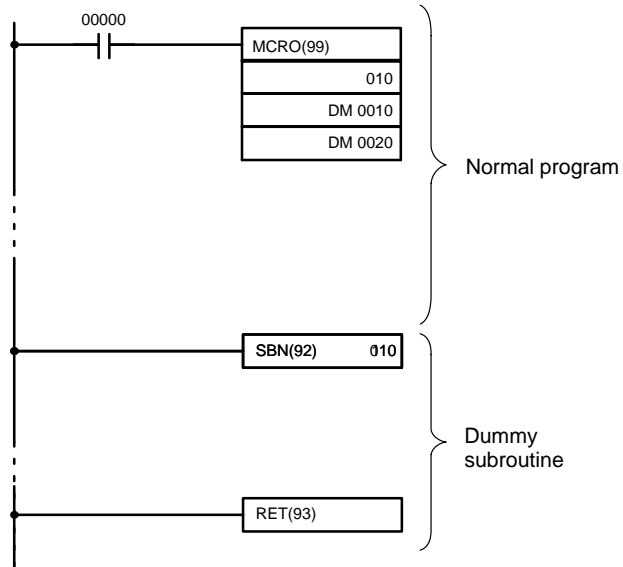 00000
MCRO(99)
010
DM 0010
DM 0020
Normal program
SBN(92) 010
Dummy
subroutine
RET(93)